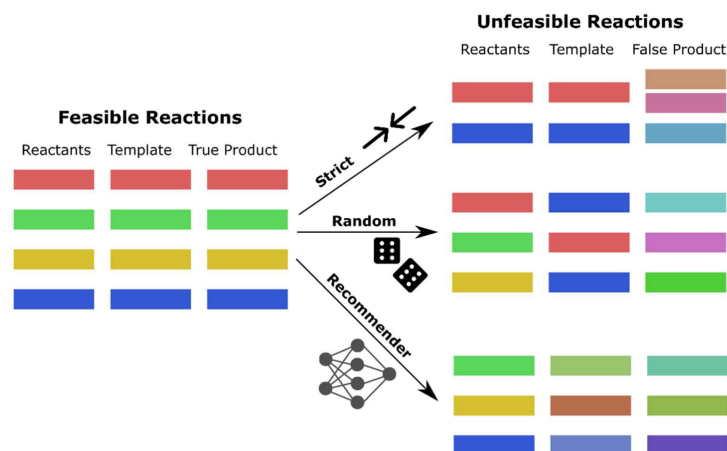 Unfeasible Reactions
Reactants Template False Product
Feasible Reactions
Reactants Template True Product
Strict
Random
Recommender